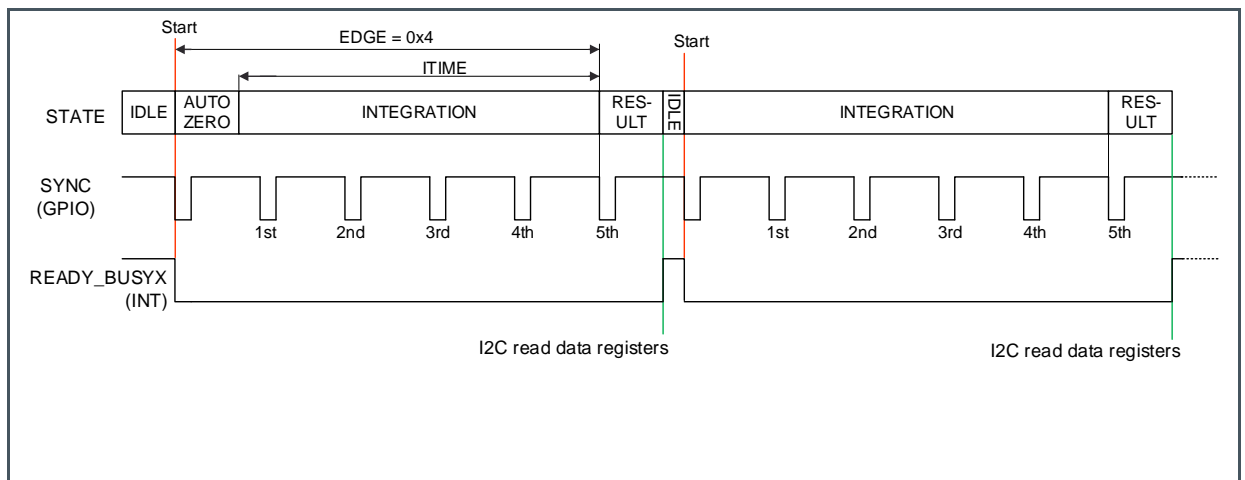 Start
EDGE = 0x4
Start
ITIME
STATE
IDLE
AUTO
ZERO
INTEGRATION
RES-
ULT
IDLE
INTEGRATION
RES-
ULT
SYNC
(GPIO)
1st
2nd
3rd
4th
5th
1st
2nd
3rd
4th
5th
READY_BUSYX
(INT)
I2C read data registers
I2C read data registers